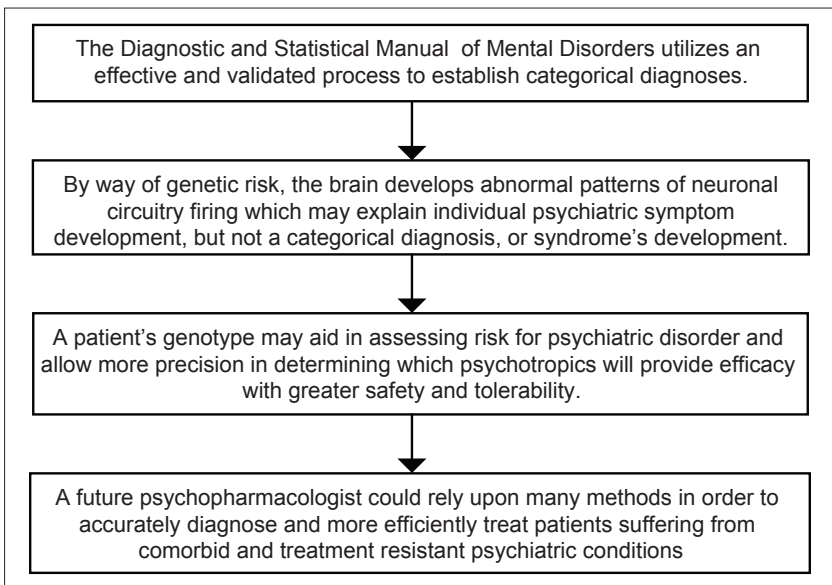 The Diagnostic and Statistical Manual of Mental Disorders utilizes an
effective and validated process to establish categorical diagnoses.
By way of genetic risk, the brain develops abnormal patterns of neuronal
circuitry firing which may explain individual psychiatric symptom
development, but not a categorical diagnosis, or syndrome's development.
A patient's genotype may aid in assessing risk for psychiatric disorder and
allow more precision in determining which psychotropics will provide efficacy
with greater safety and tolerability.
A future psychopharmacologist could rely upon many methods in order to
accurately diagnose and more efficiently treat patients suffering from
comorbid and treatment resistant psychiatric conditions